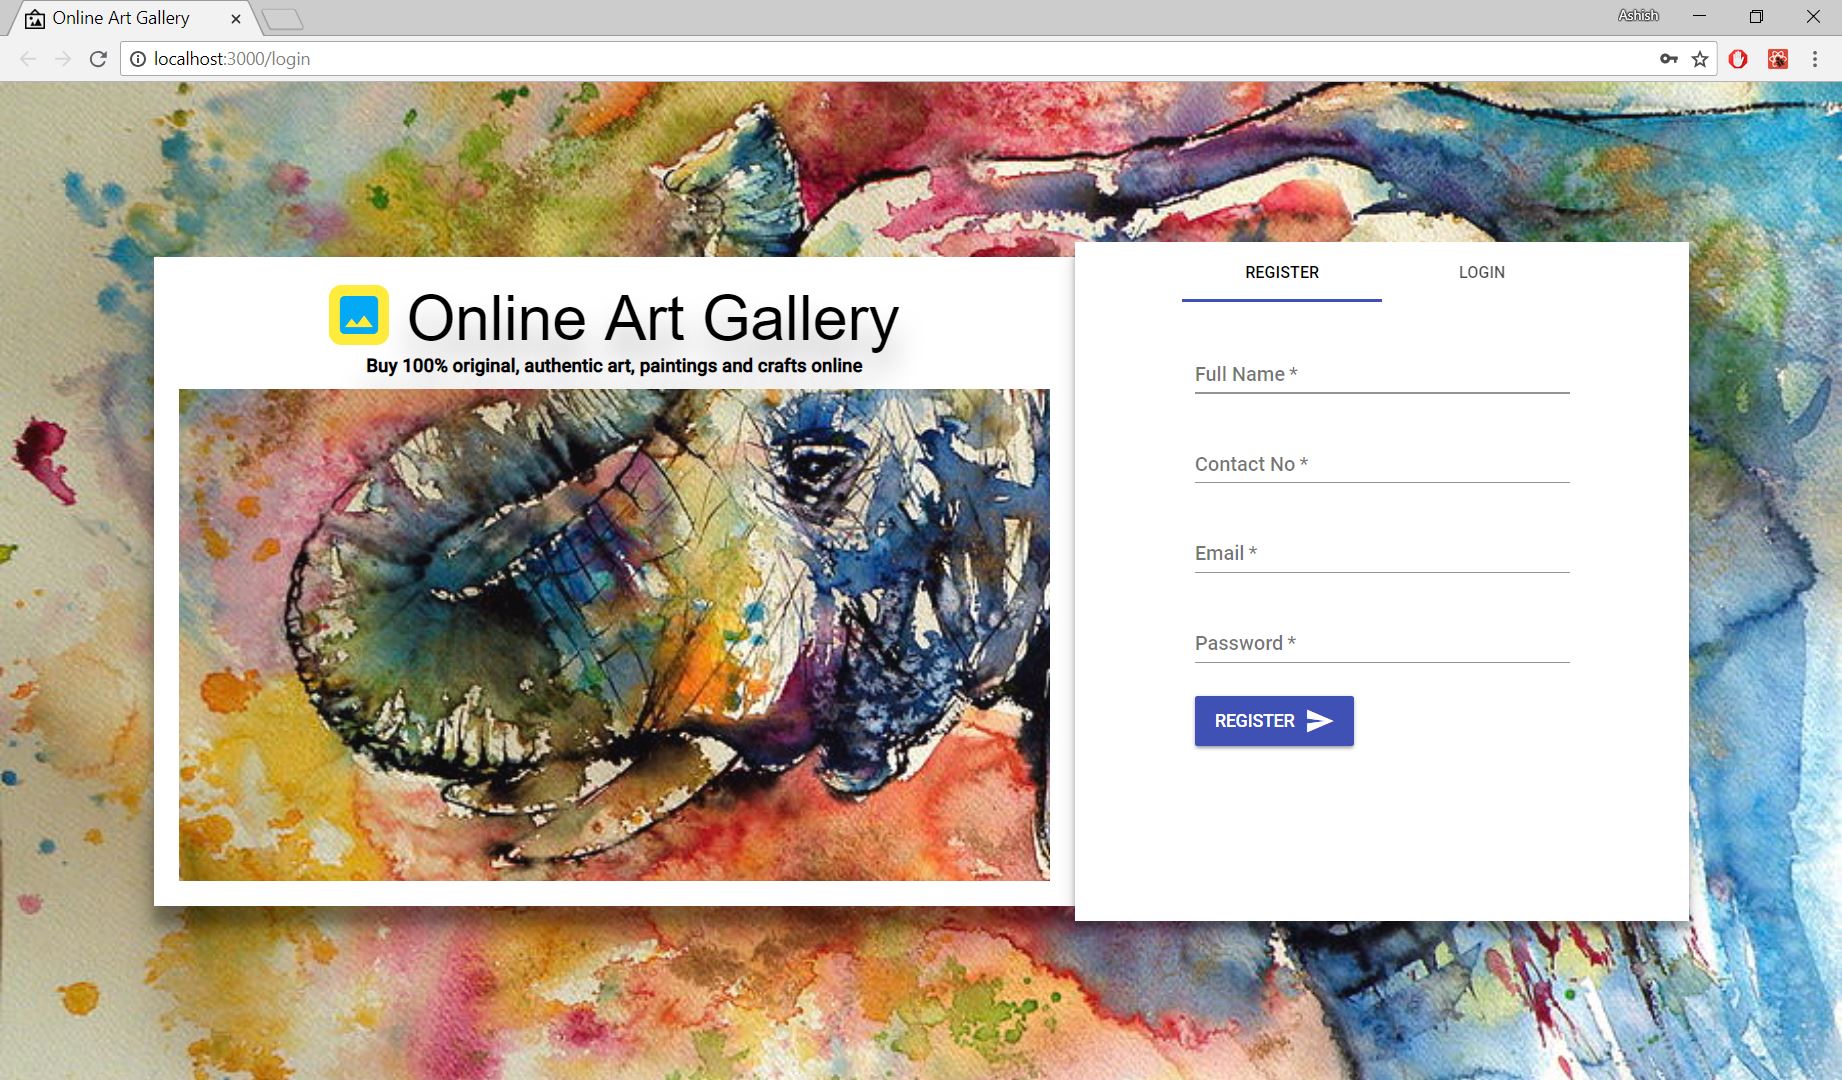 Online Art Gallery
Ashish
localhost:3000/login
Online Art Gallery
Buy 100% original, authentic art, paintings and crafts online
REGISTER LOGIN
Full Name *
Contact No *
Email *
Password *
REGISTER